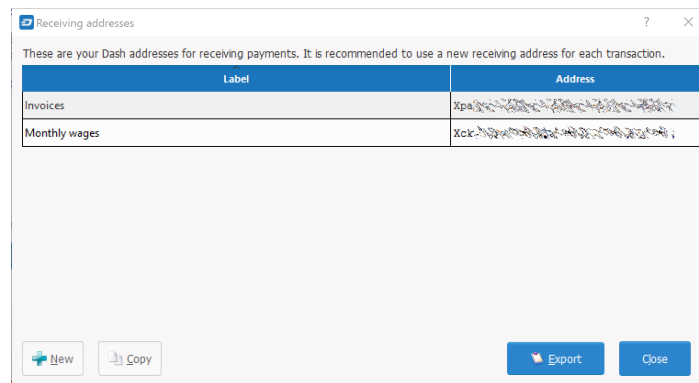 Receiving addresses
?
These are your Dash addresses for receiving payments. It is recommended to use a new receiving address for each transaction.
Label Address
Invoices
Monthly wages
New Copy Export Close